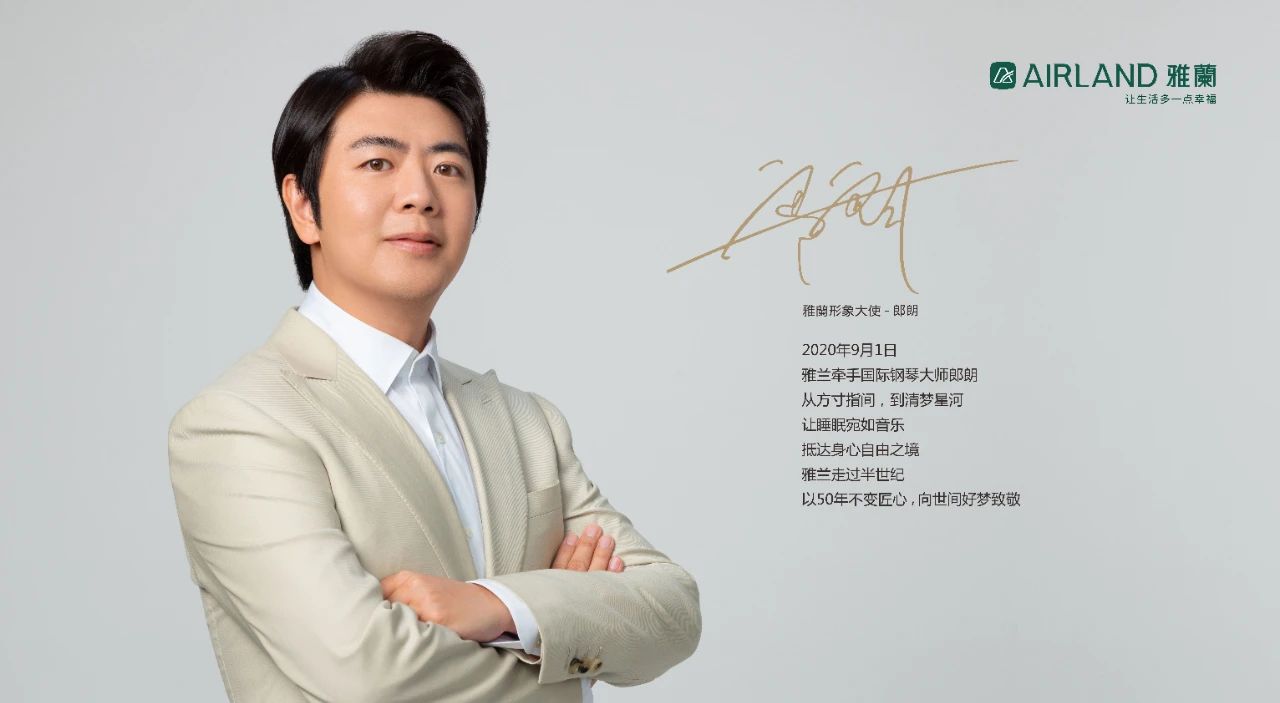 AIRLAND 雅蘭
让生活多一点幸福
郎朗
雅蘭形象大使 - 郎朗
2020年9月1日
雅兰牵手国际钢琴大师郎朗
从方寸指间，到清梦星河
让睡眠宛如音乐
抵达身心自由之境
雅兰走过半世纪
以50年不变匠心，向世间好梦致敬